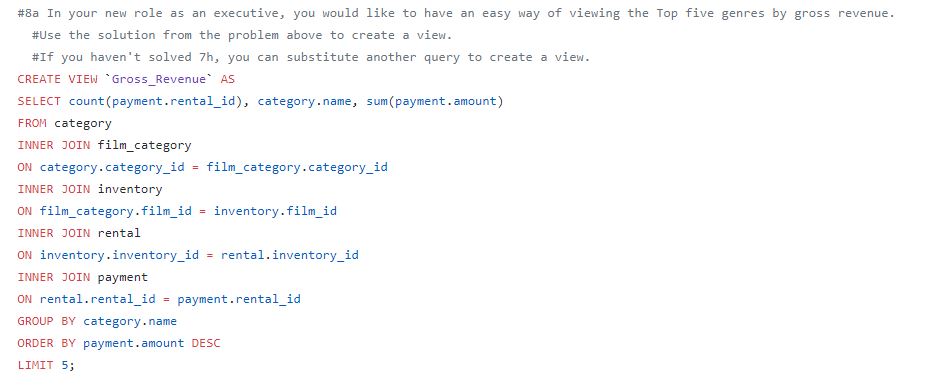 #8a In your new role as an executive, you would like to have an easy way of viewing the Top five genres by gross revenue.
#Use the solution from the problem above to create a view.
#If you haven't solved 7h, you can substitute another query to create a view.
CREATE VIEW `Gross_Revenue` AS
SELECT count(payment.rental_id), category.name, sum(payment.amount)
FROM category
INNER JOIN film_category
ON category.category_id = film_category.category_id
INNER JOIN inventory
ON film_category.film_id = inventory.film_id
INNER JOIN rental
ON inventory.inventory_id = rental.inventory_id
INNER JOIN payment
ON rental.rental_id = payment.rental_id
GROUP BY category.name
ORDER BY payment.amount DESC
LIMIT 5;